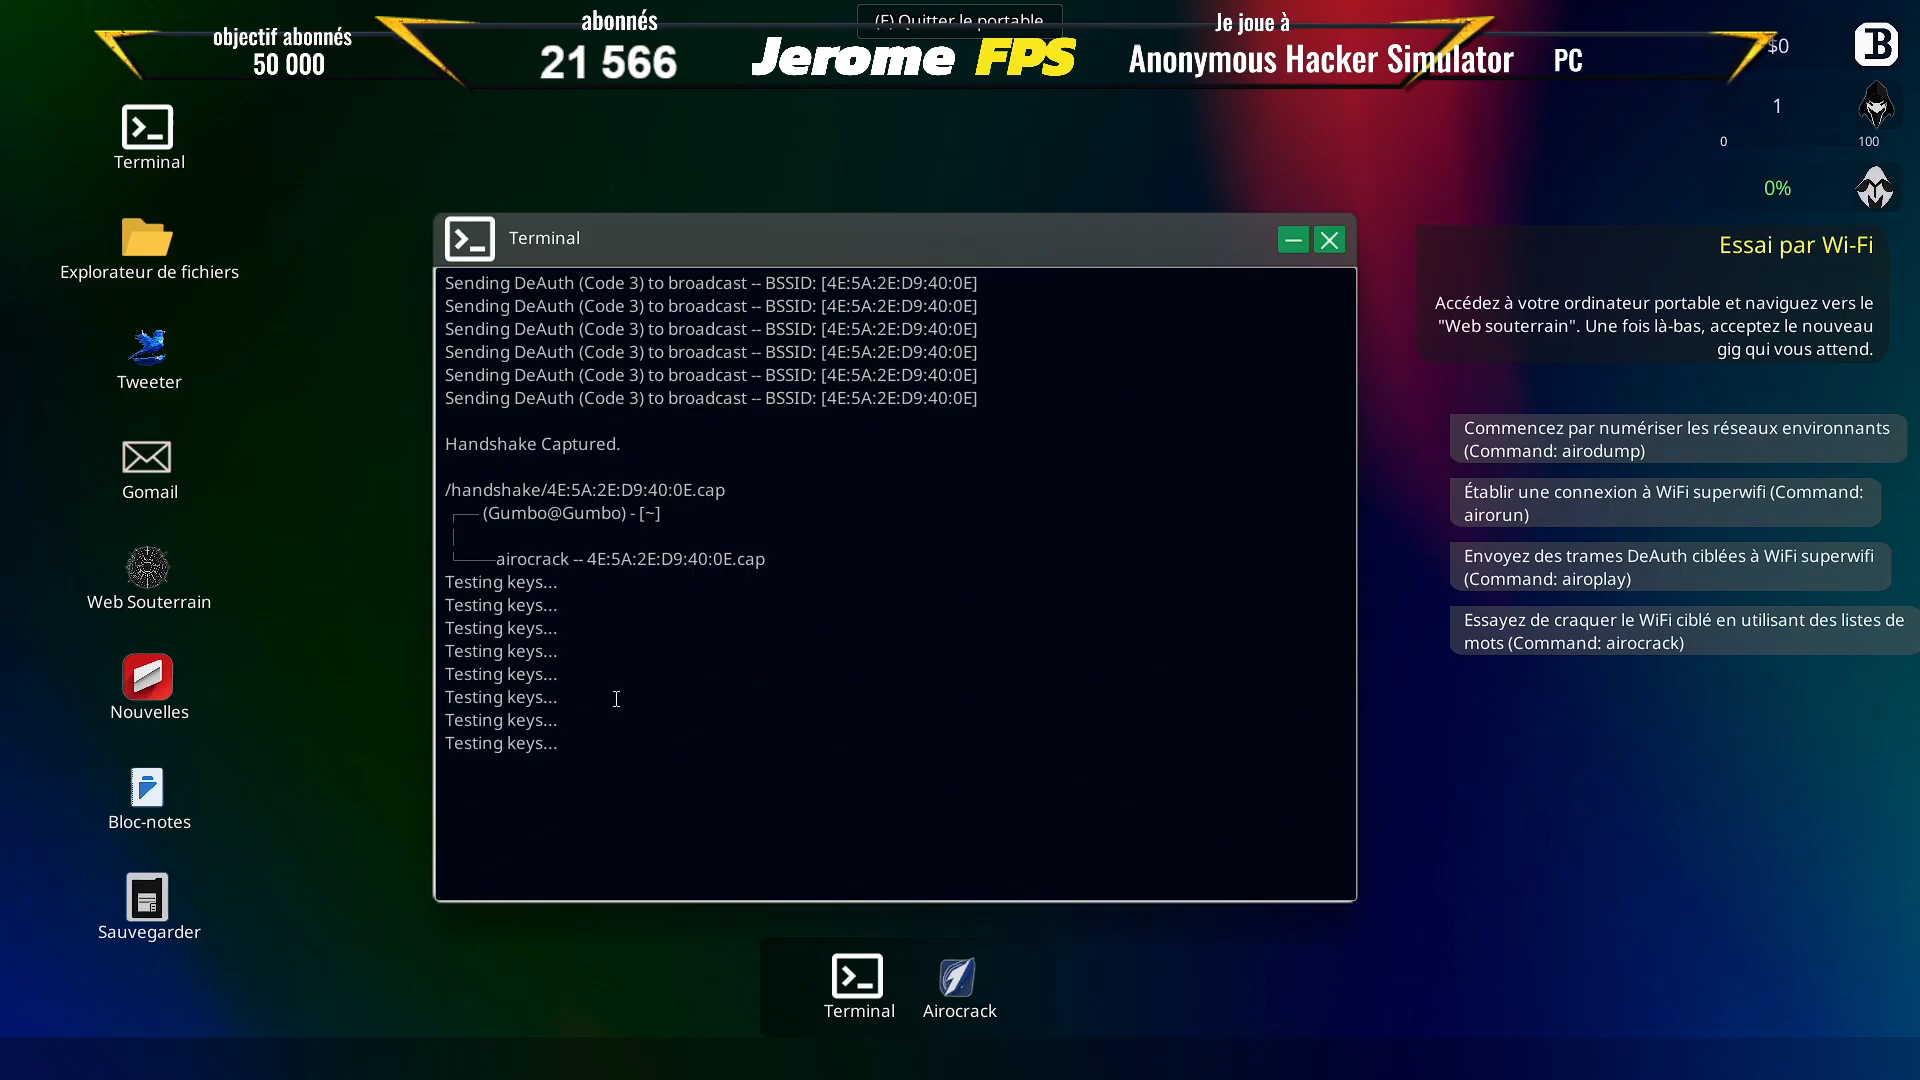 (E) Quitter le portable
objectif abonnés
50 000
abonnés
21 566
Jerome FPS
Je joue à
Anonymous Hacker Simulator
PC
$0
B
1
0
100
0%
Terminal
Explorateur de fichiers
Tweeter
Gomail
Web Souterrain
Nouvelles
Bloc-notes
Sauvegarder
Terminal
Sending DeAuth (Code 3) to broadcast -- BSSID: [4E:5A:2E:D9:40:0E]
Sending DeAuth (Code 3) to broadcast -- BSSID: [4E:5A:2E:D9:40:0E]
Sending DeAuth (Code 3) to broadcast -- BSSID: [4E:5A:2E:D9:40:0E]
Sending DeAuth (Code 3) to broadcast -- BSSID: [4E:5A:2E:D9:40:0E]
Sending DeAuth (Code 3) to broadcast -- BSSID: [4E:5A:2E:D9:40:0E]
Sending DeAuth (Code 3) to broadcast -- BSSID: [4E:5A:2E:D9:40:0E]
Handshake Captured.
/handshake/4E:5A:2E:D9:40:0E.cap
(Gumbo@Gumbo) - [~]
airocrack -- 4E:5A:2E:D9:40:0E.cap
Testing keys...
Testing keys...
Testing keys...
Testing keys...
Testing keys...
Testing keys...
Testing keys...
Testing keys...
Essai par Wi-Fi
Accédez à votre ordinateur portable et naviguez vers le
"Web souterrain". Une fois là-bas, acceptez le nouveau
gig qui vous attend.
Commencez par numériser les réseaux environnants
(Command: airodump)
Établir une connexion à WiFi superwifi (Command:
airorun)
Envoyez des trames DeAuth ciblées à WiFi superwifi
(Command: airoplay)
Essayez de craquer le WiFi ciblé en utilisant des listes de
mots (Command: airocrack)
Terminal
Airocrack